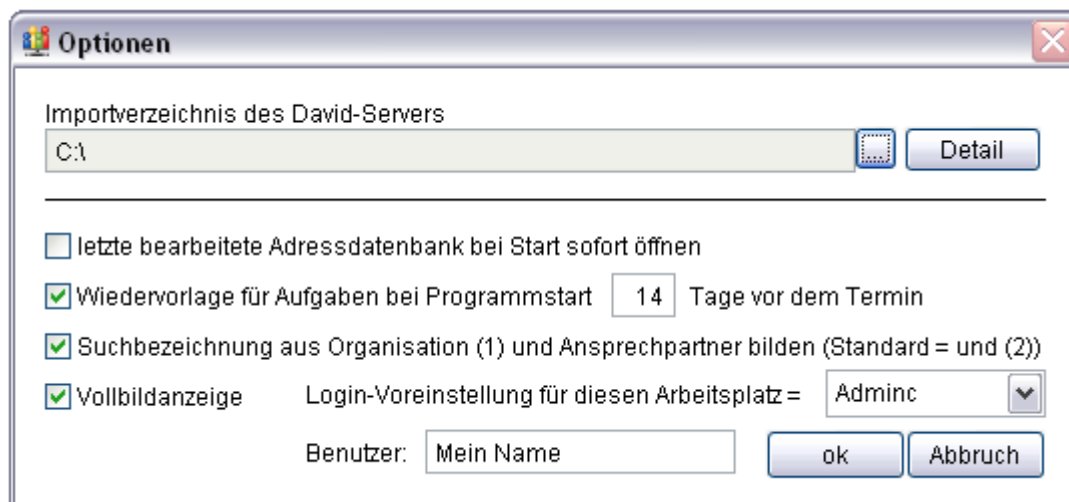 Optionen
Importverzeichnis des David-Servers
C:\ ... Detail
letzte bearbeitete Adressdatenbank bei Start sofort öffnen
Wiedervorlage für Aufgaben bei Programmstart 14 Tage vor dem Termin
Suchbezeichnung aus Organisation (1) und Ansprechpartner bilden (Standard = und (2))
Vollbildanzeige Login-Voreinstellung für diesen Arbeitsplatz = Adminc
Benutzer: Mein Name ok Abbruch